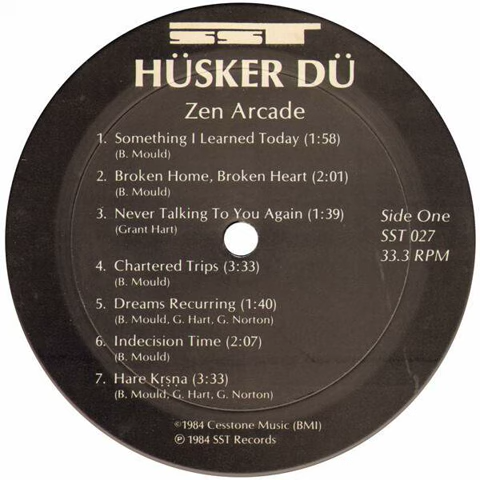 SST
HÜSKER DÜ
Zen Arcade
1. Something I Learned Today (1:58)
(B. Mould)
2. Broken Home, Broken Heart (2:01)
(B. Mould)
3. Never Talking To You Again (1:39)
(Grant Hart)
Side One
SST 027
33.3 RPM
4. Chartered Trips (3:33)
(B. Mould)
5. Dreams Recurring (1:40)
(B. Mould, G. Hart, G. Norton)
6. Indecision Time (2:07)
(B. Mould)
7. Hare Kṛṣṇa (3:33)
(B. Mould, G. Hart, G. Norton)
©1984 Cesstone Music (BMI)
℗ 1984 SST Records